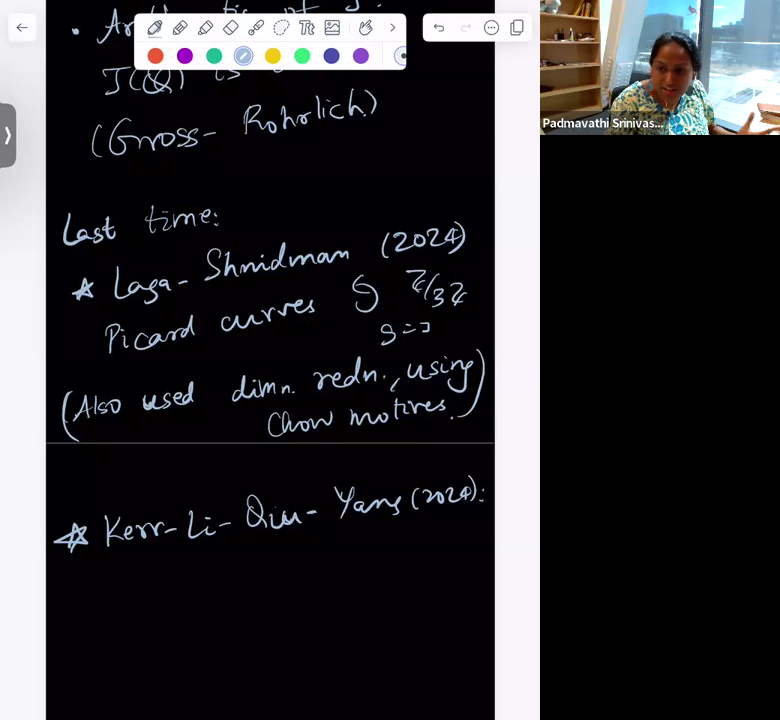 J(Q) is
(Gross- Rohrlich)
Last time:
☆ Laga- Shnidman (2024)
Picard curves ↺ Z/3Z
g=3
(Also used dimn. redn., using
Chow motives.)
☆ Kerr-Li-Qiu- Yang (2024):
Padmavathi Srinivas...